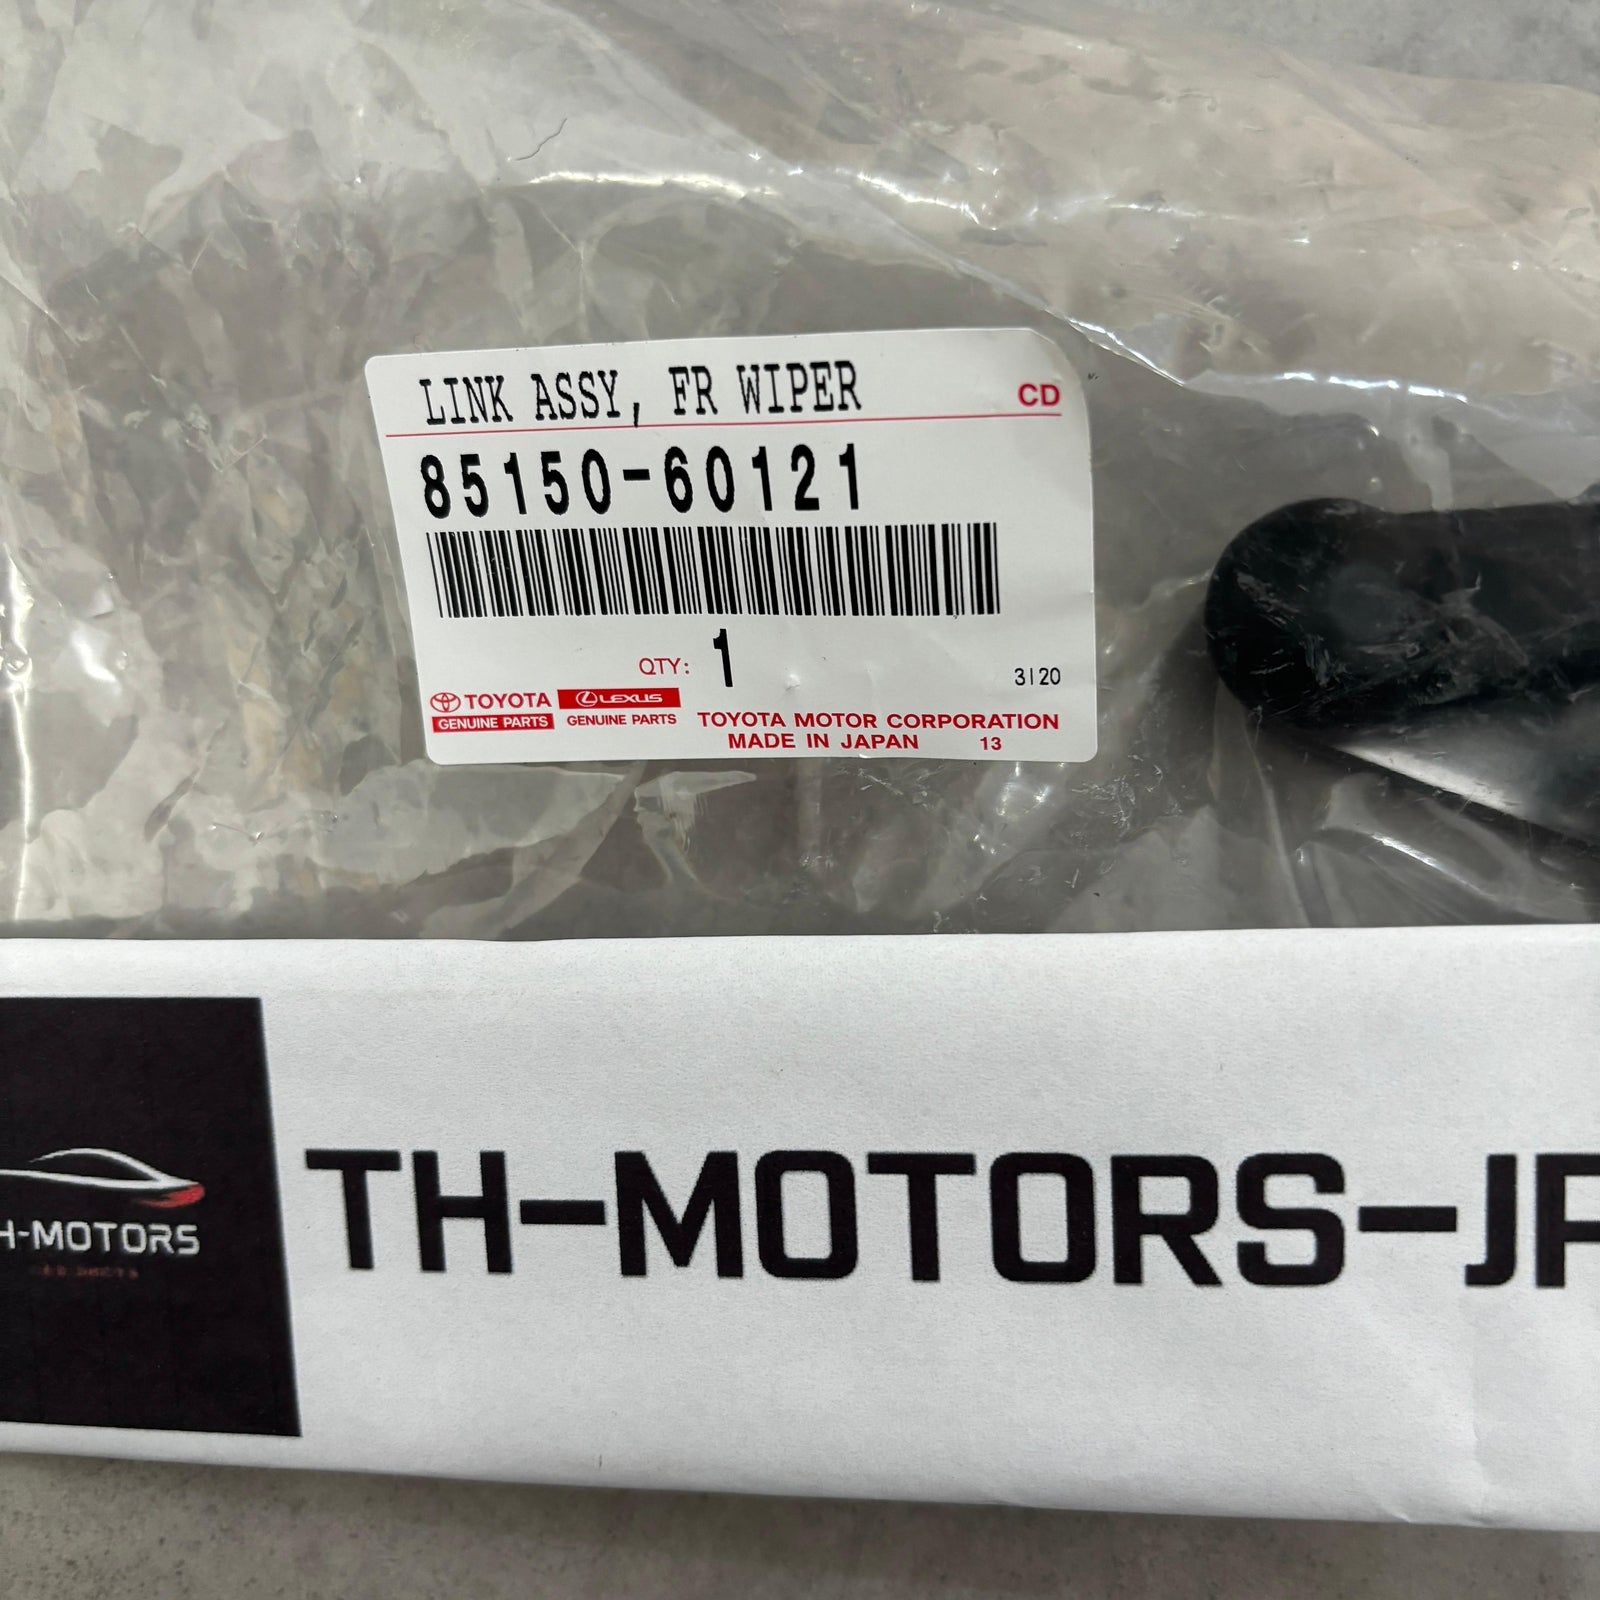 LINK ASSY, FR WIPER
CD
85150-60121
QTY: 1
3I20
TOYOTA
LEXUS
GENUINE PARTS
GENUINE PARTS
TOYOTA MOTOR CORPORATION
MADE IN JAPAN 13
TH-MOTORS-JP
H-MOTORS